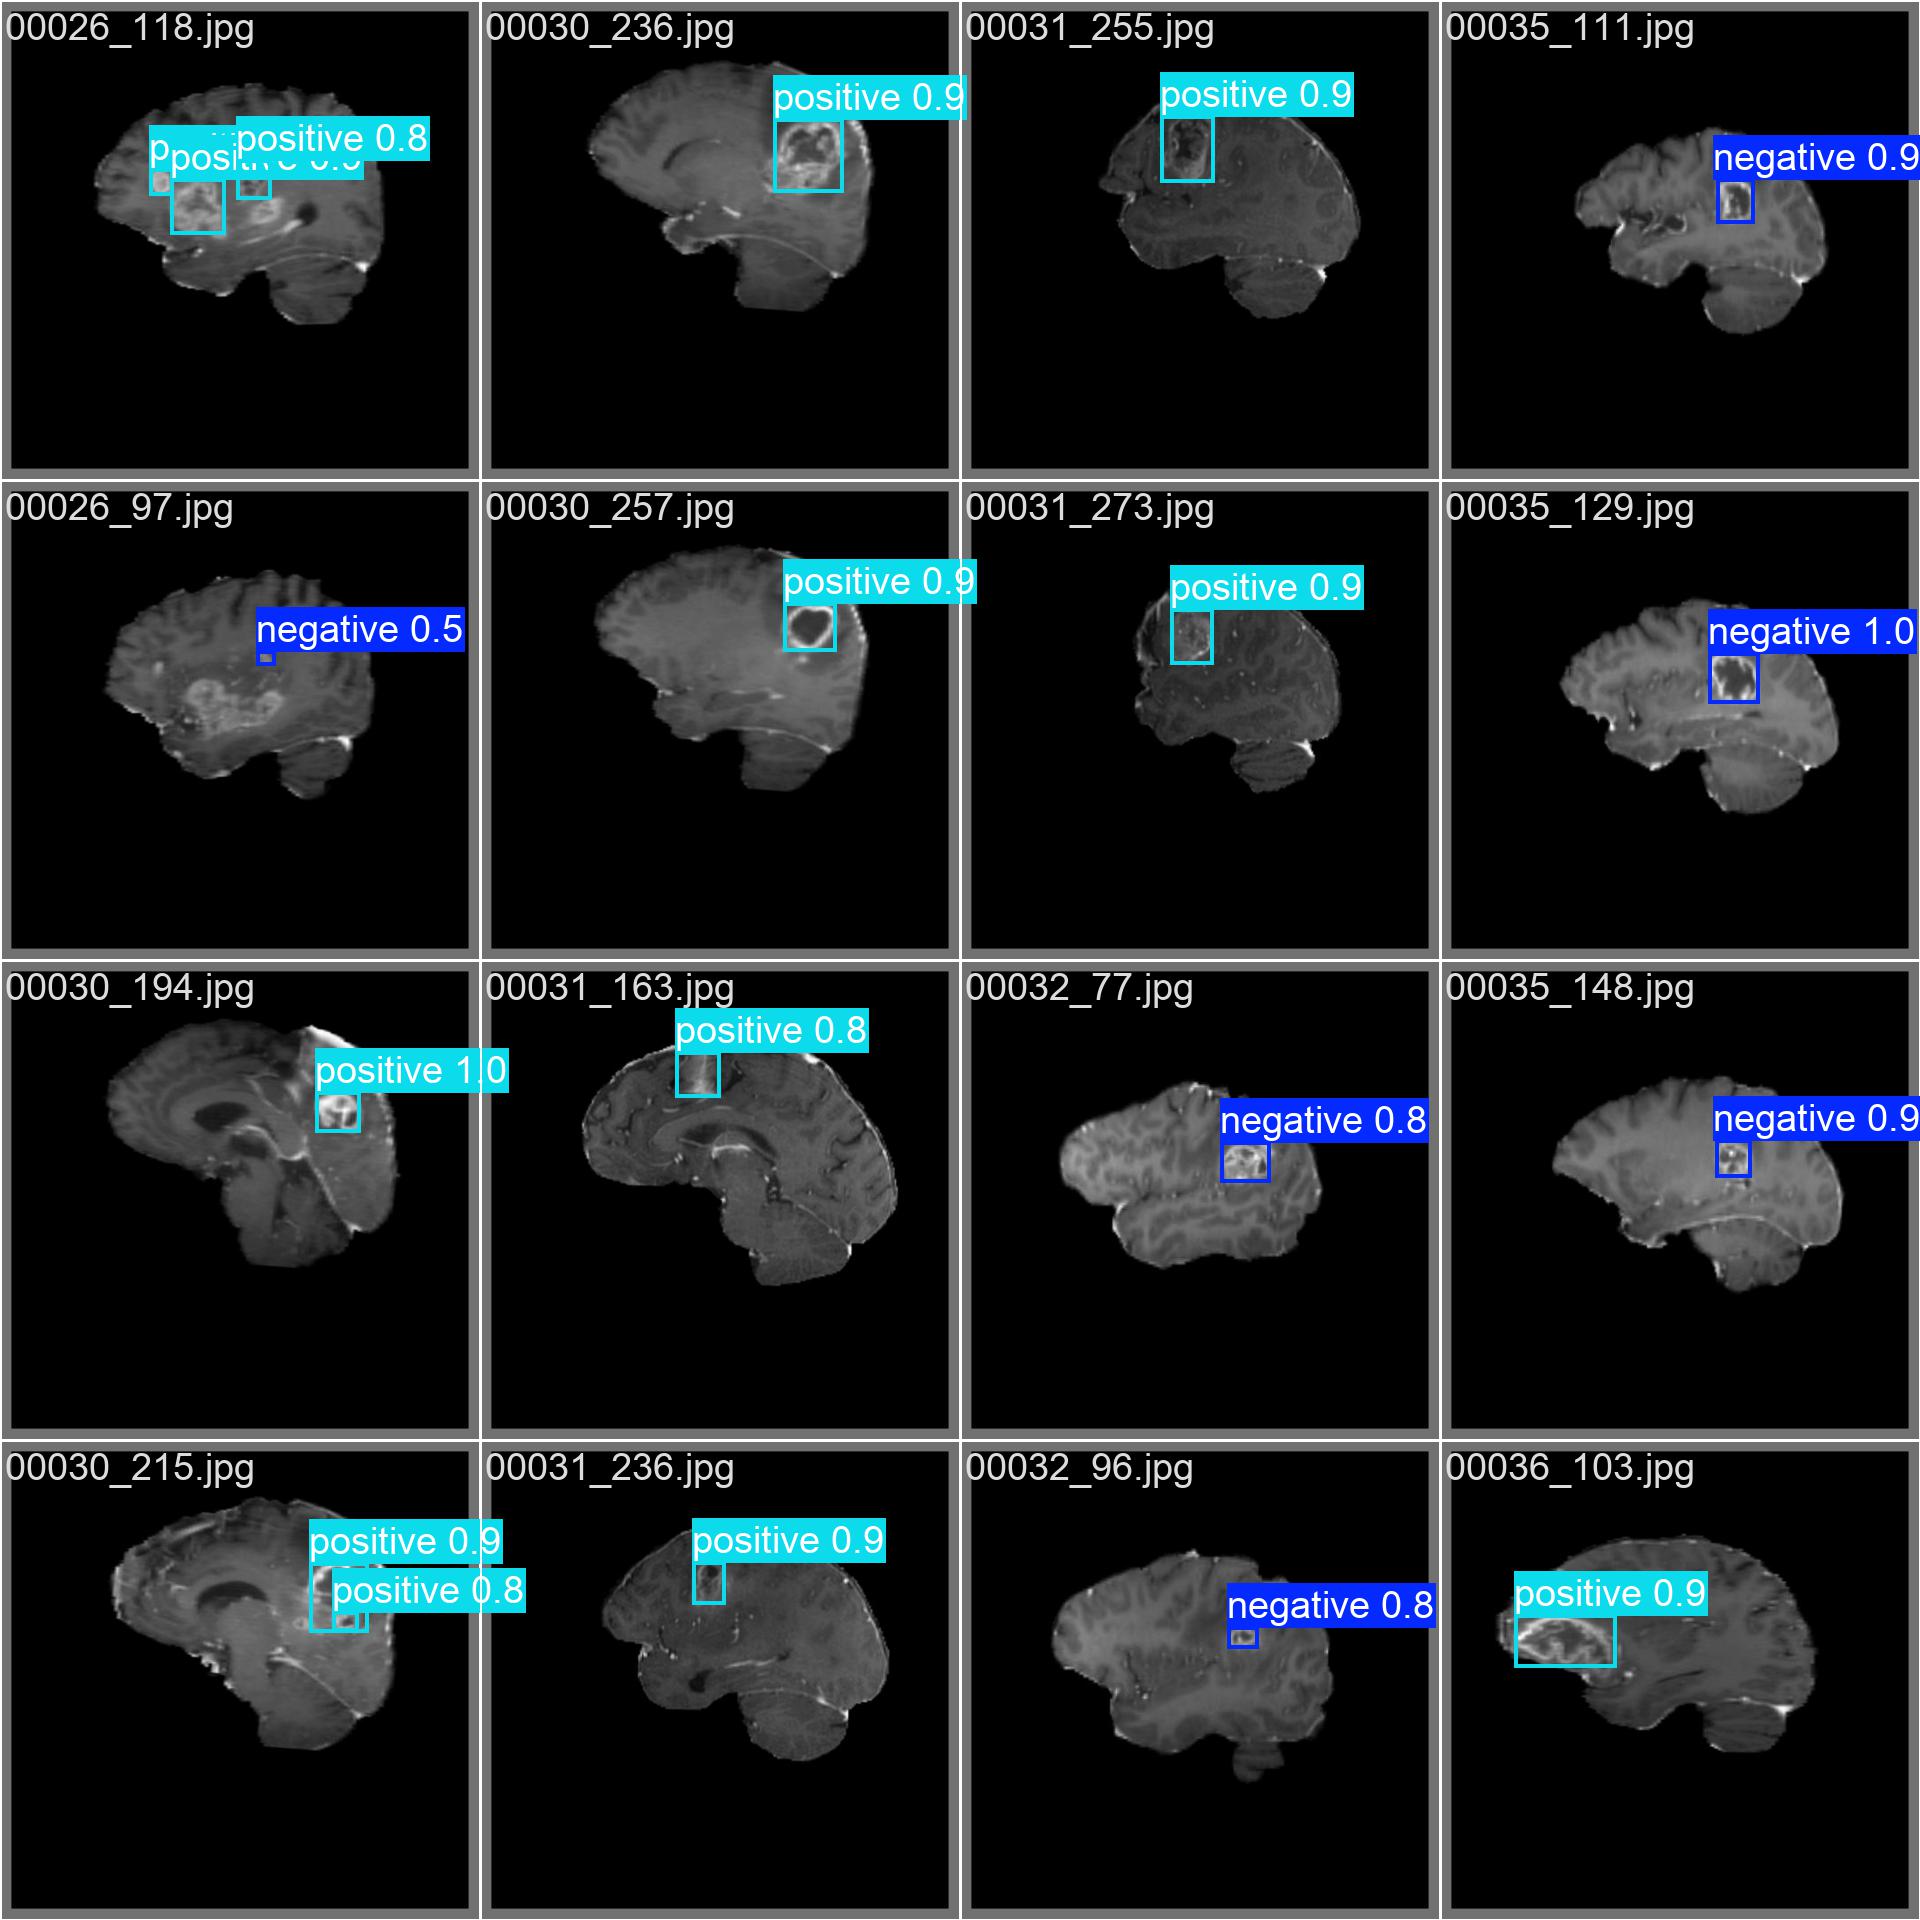 00026_118.jpg
positive 0.8
00030_236.jpg
positive 0.9
00031_255.jpg
positive 0.9
00035_111.jpg
negative 0.9
00026_97.jpg
negative 0.5
00030_257.jpg
positive 0.9
00031_273.jpg
positive 0.9
00035_129.jpg
negative 1.0
00030_194.jpg
positive 1.0
00031_163.jpg
positive 0.8
00032_77.jpg
negative 0.8
00035_148.jpg
negative 0.9
00030_215.jpg
positive 0.9
positive 0.8
00031_236.jpg
positive 0.9
00032_96.jpg
negative 0.8
00036_103.jpg
positive 0.9